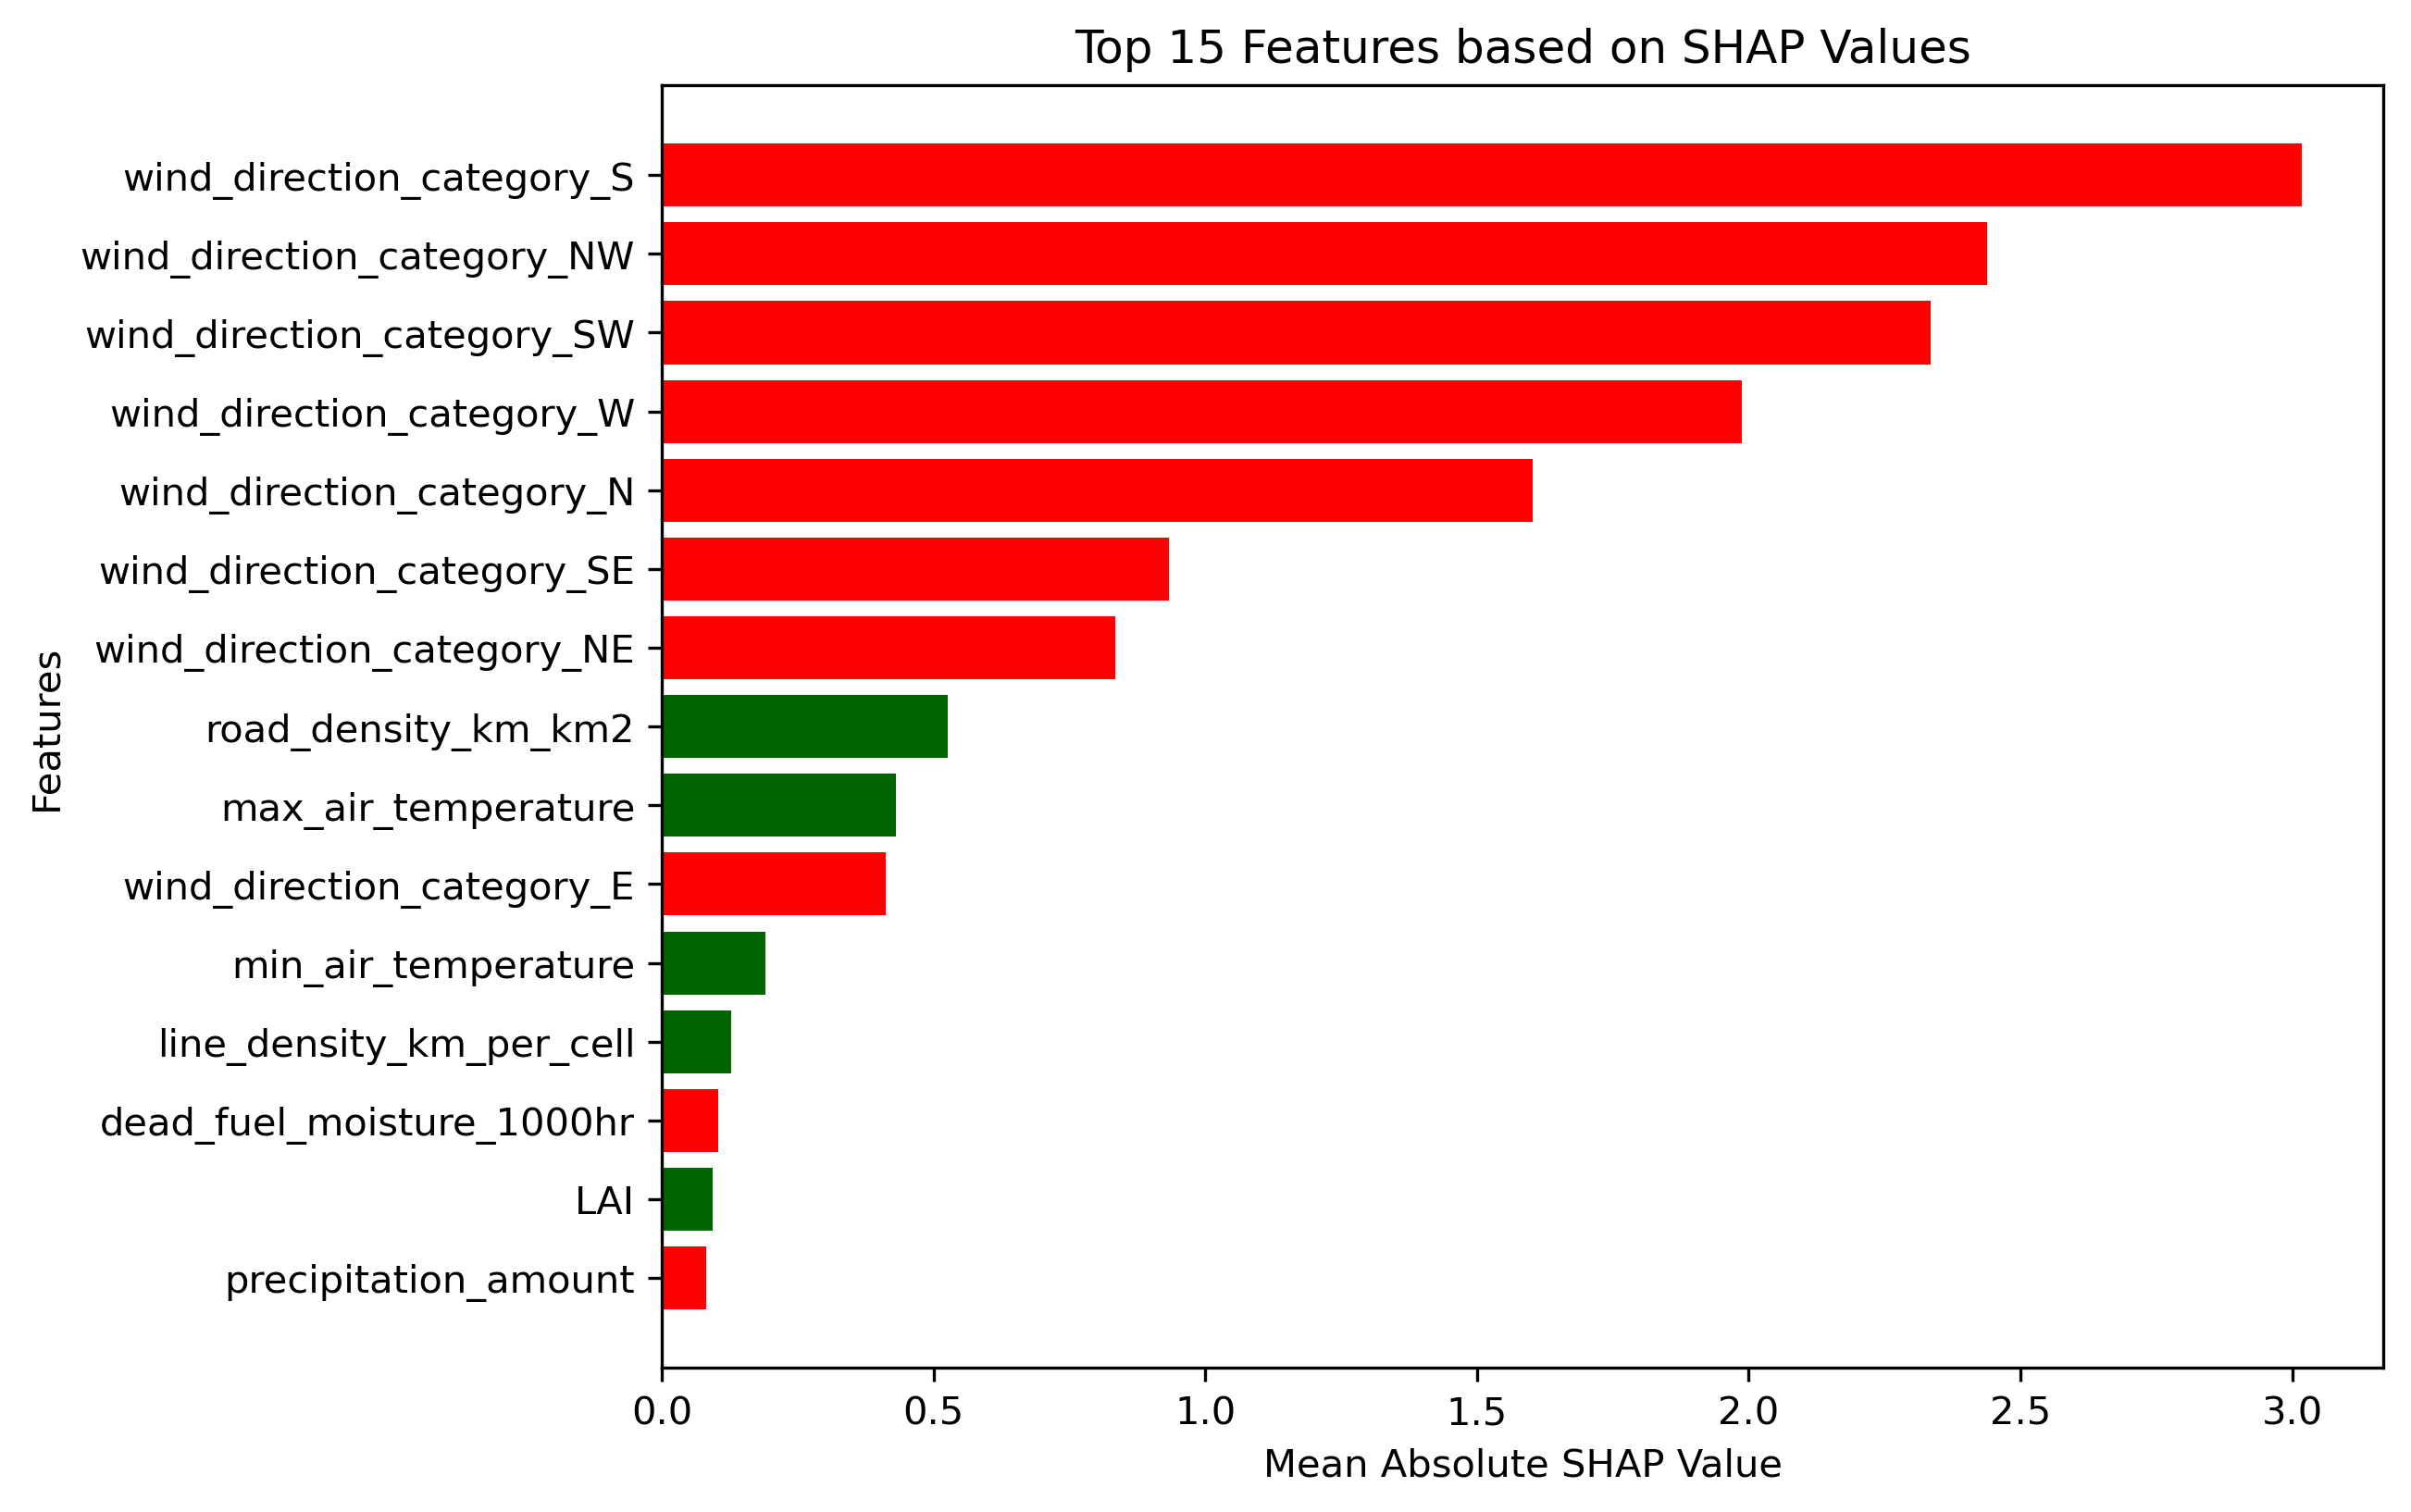 Top 15 Features based on SHAP Values
wind_direction_category_S
wind_direction_category_NW
wind_direction_category_SW
wind_direction_category_W
wind_direction_category_N
wind_direction_category_SE
wind_direction_category_NE
road_density_km_km2
max_air_temperature
wind_direction_category_E
min_air_temperature
line_density_km_per_cell
dead_fuel_moisture_1000hr
LAI
precipitation_amount
Features
0.0 0.5 1.0 1.5 2.0 2.5 3.0
Mean Absolute SHAP Value